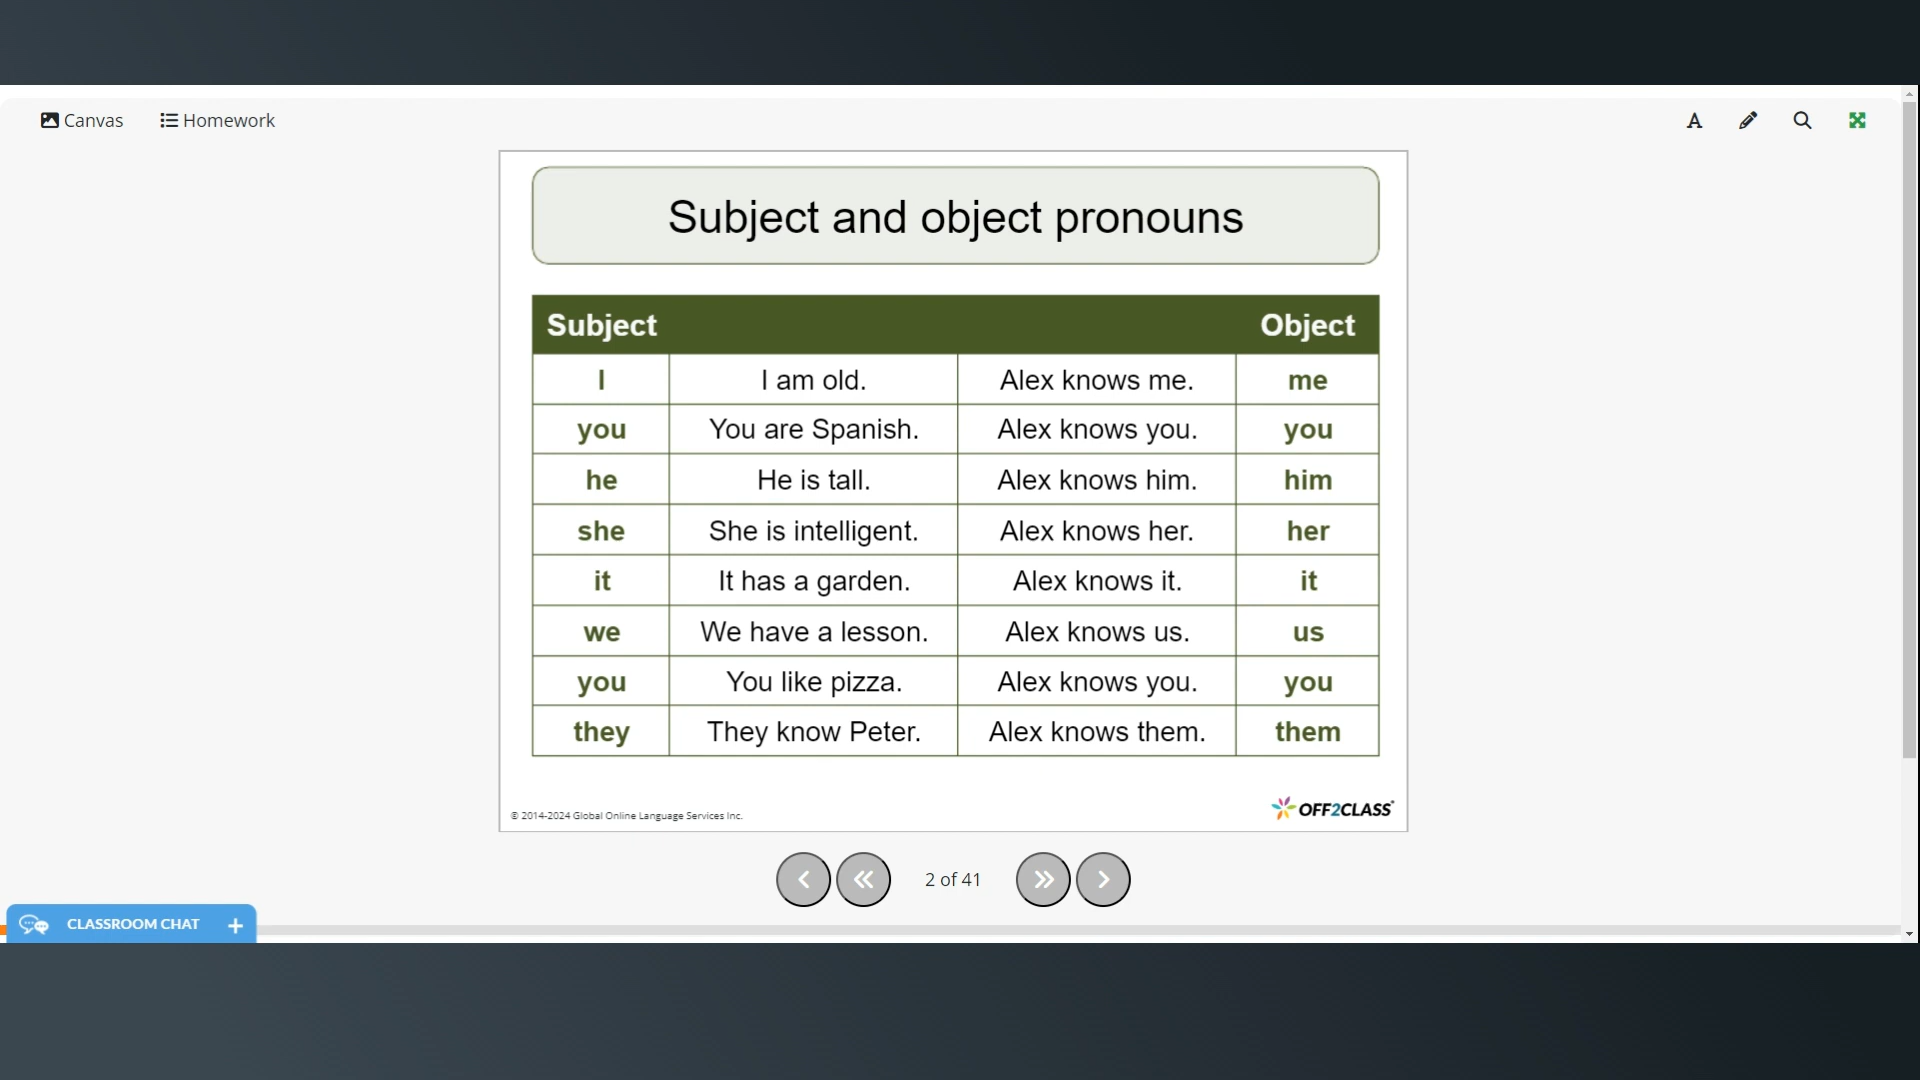 Canvas Homework A
Subject and object pronouns
Subject Object
I I am old. Alex knows me. me
you You are Spanish. Alex knows you. you
he He is tall. Alex knows him. him
she She is intelligent. Alex knows her. her
it It has a garden. Alex knows it. it
we We have a lesson. Alex knows us. us
you You like pizza. Alex knows you. you
they They know Peter. Alex knows them. them
© 2014-2024 Global Online Language Services Inc. OFF2CLASS
2 of 41
CLASSROOM CHAT +